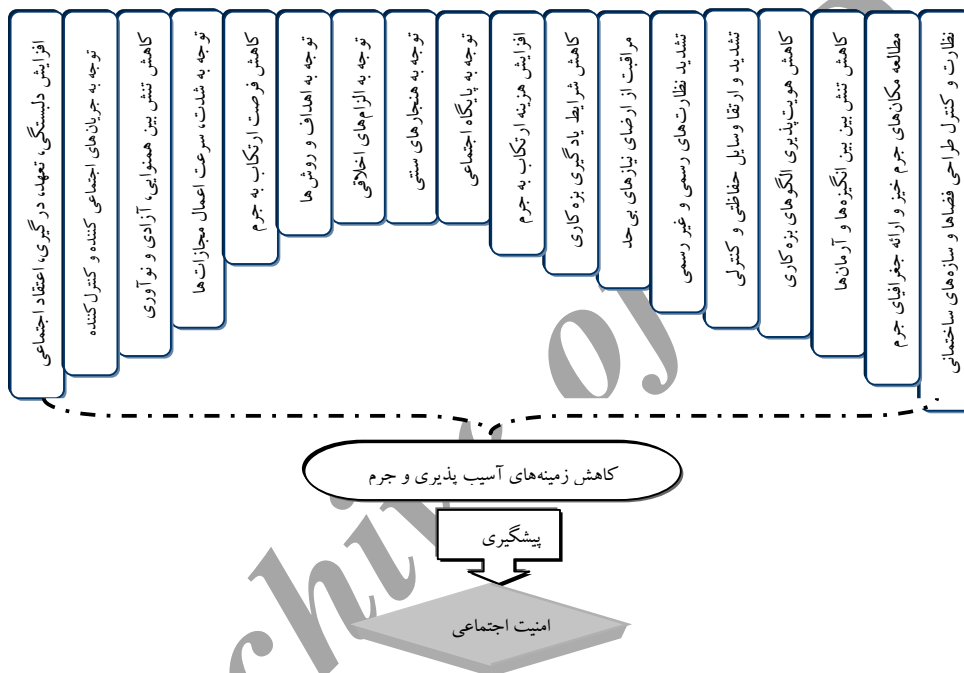 نظارت و کنترل طراحی فضاها و سازه‌های ساختمانی
مطالعه مکان‌های جرم خیز و ارائه جغرافیای جرم
کاهش تنش بین بین انگیزه‌ها و آرمان‌ها
کاهش هویت‌پذیری الگوهای بزه کاری
تشدید و ارتقا وسایل حفاظتی و کنترلی
تشدید نظارت‌های رسمی و غیر رسمی
مراقبت از ارضای نیازهای بی‌حد
کاهش شرایط یادگیری بزه کاری
افزایش هزینه ارتکاب به جرم
توجه به پایگاه اجتماعی
توجه به هنجارهای سنتی
توجه به الزام‌های اخلاقی
توجه به اهداف و روش‌ها
کاهش فرصت ارتکاب به جرم
توجه به شدت، سرعت اعمال مجازات‌ها
کاهش تنش بین همنوایی، آزادی و نوآوری
توجه به جریان‌های اجتماعی کننده و کنترل‌کننده
افزایش دلبستگی، تعهد، درگیری، اعتقاد اجتماعی
کاهش زمینه‌های آسیب پذیری و جرم
پیشگیری
امنیت اجتماعی